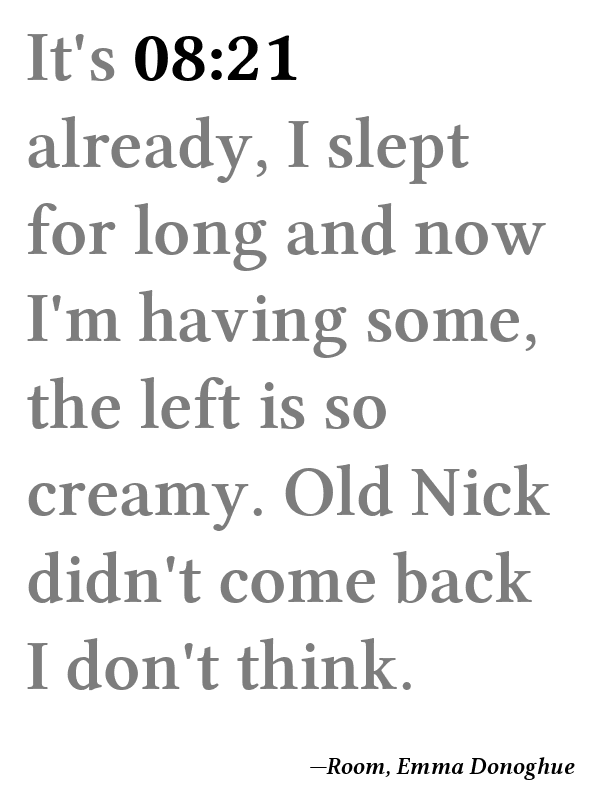 It's 08:21
already, I slept
for long and now
I'm having some,
the left is so
creamy. Old Nick
didn't come back
I don't think.
—Room, Emma Donoghue